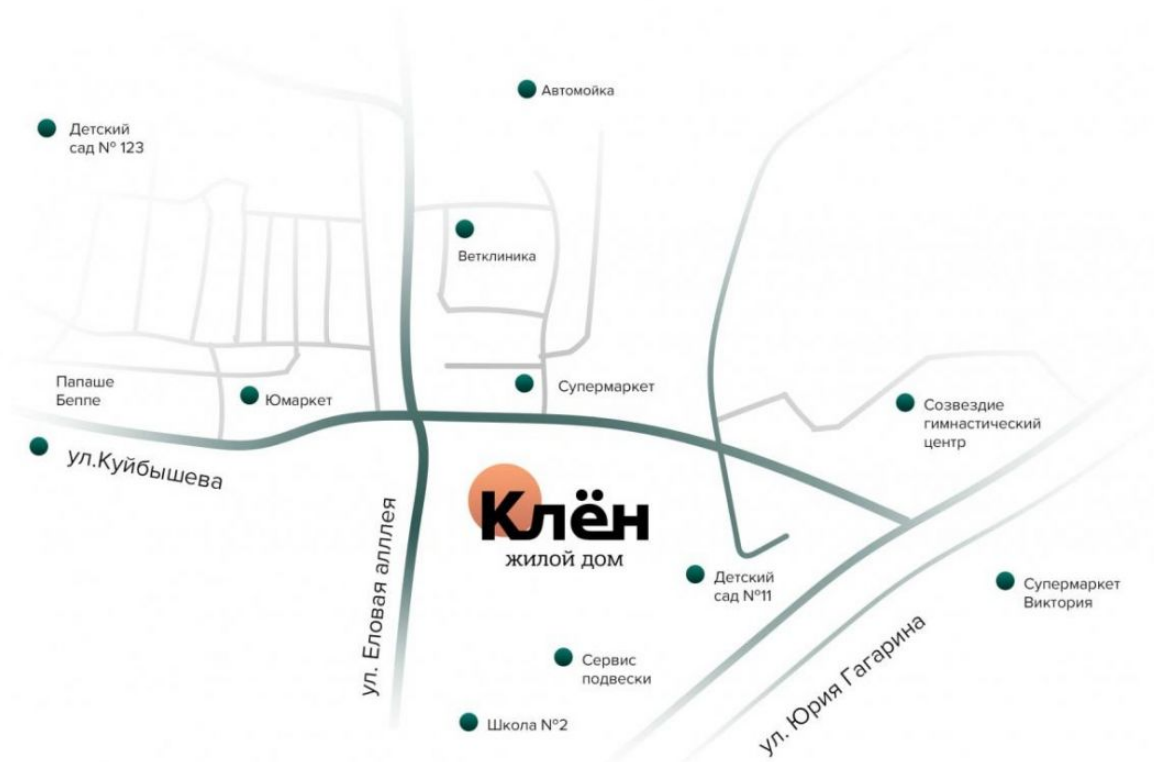 Автомойка
Детский
сад № 123
Ветклиника
Папаше
Беппе
Юмаркет
Супермаркет
Созвездие
гимнастический
центр
ул.Куйбышева
Клён
жилой дом
ул. Еловая алллея
Детский
сад №11
Супермаркет
Виктория
Сервис
подвески
ул. Юрия Гагарина
Школа №2